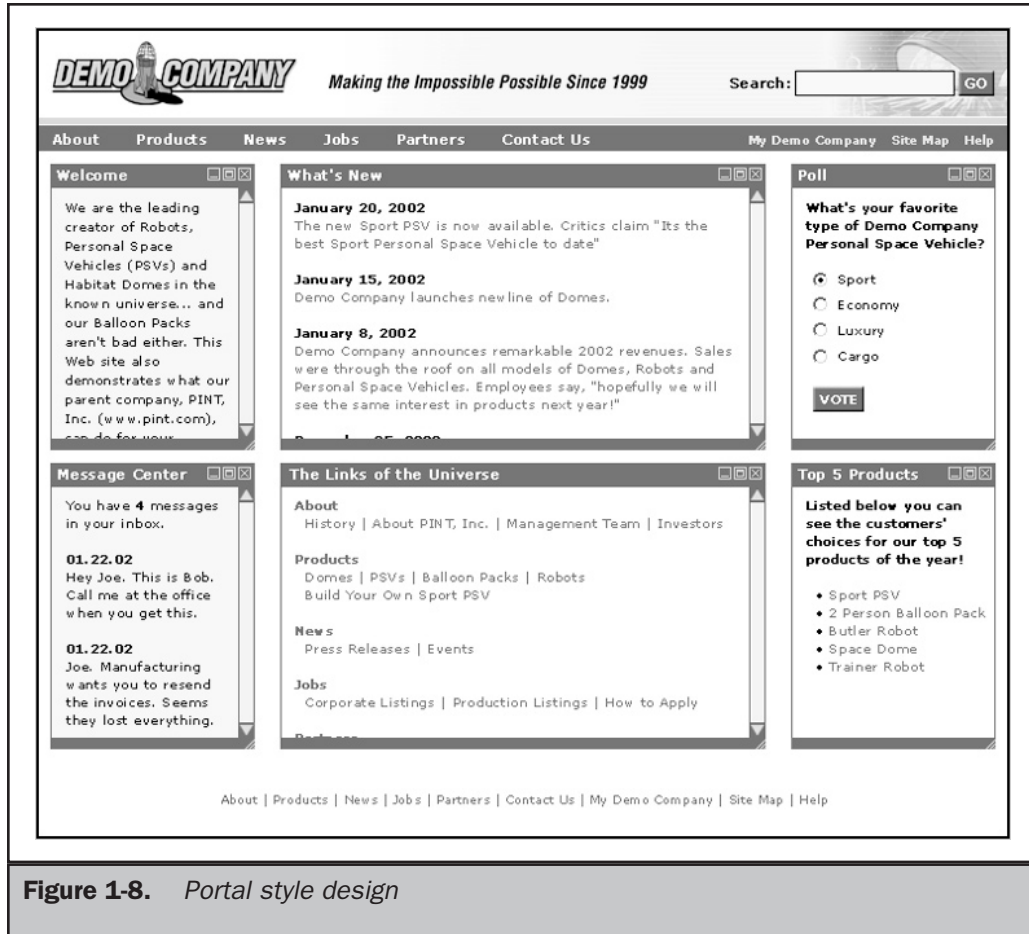 DEMO COMPANY
Making the Impossible Possible Since 1999
Search:
GO
About Products News Jobs Partners Contact Us My Demo Company Site Map Help
Welcome
We are the leading
creator of Robots,
Personal Space
Vehicles (PSVs) and
Habitat Domes in the
known universe... and
our Balloon Packs
aren't bad either. This
Web site also
demonstrates what our
parent company, PINT,
Inc. (www.pint.com),
can do for your
What's New
January 20, 2002
The new Sport PSV is now available. Critics claim "Its the
best Sport Personal Space Vehicle to date"
January 15, 2002
Demo Company launches new line of Domes.
January 8, 2002
Demo Company announces remarkable 2002 revenues. Sales
were through the roof on all models of Domes, Robots and
Personal Space Vehicles. Employees say, "hopefully we will
see the same interest in products next year!"
Poll
What's your favorite
type of Demo Company
Personal Space Vehicle?
Sport
Economy
Luxury
Cargo
VOTE
Message Center
You have 4 messages
in your inbox.
01.22.02
Hey Joe. This is Bob.
Call me at the office
when you get this.
01.22.02
Joe. Manufacturing
wants you to resend
the invoices. Seems
they lost everything.
The Links of the Universe
About
History | About PINT, Inc. | Management Team | Investors
Products
Domes | PSVs | Balloon Packs | Robots
Build Your Own Sport PSV
News
Press Releases | Events
Jobs
Corporate Listings | Production Listings | How to Apply
Partners
Top 5 Products
Listed below you can
see the customers'
choices for our top 5
products of the year!
• Sport PSV
• 2 Person Balloon Pack
• Butler Robot
• Space Dome
• Trainer Robot
About | Products | News | Jobs | Partners | Contact Us | My Demo Company | Site Map | Help
Figure 1-8. Portal style design